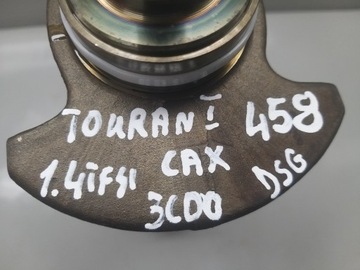 TOURAN I 458
1.4TFSI CAX DSG
3CD0